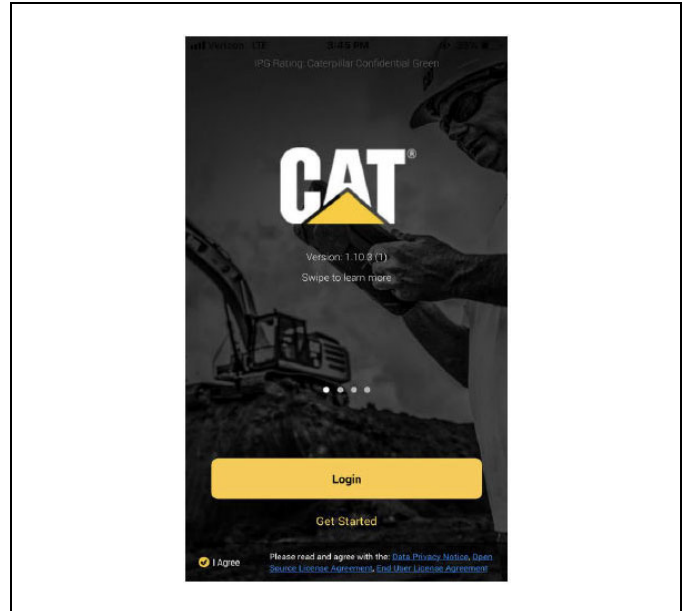 Verizon LTE 3:45 PM 39%
IPG Rating: Caterpillar Confidential Green
CAT®
Version: 1.10.3 (1)
Swipe to learn more
Login
Get Started
I Agree
Please read and agree with the: Data Privacy Notice, Open
Source License Agreement, End User License Agreement